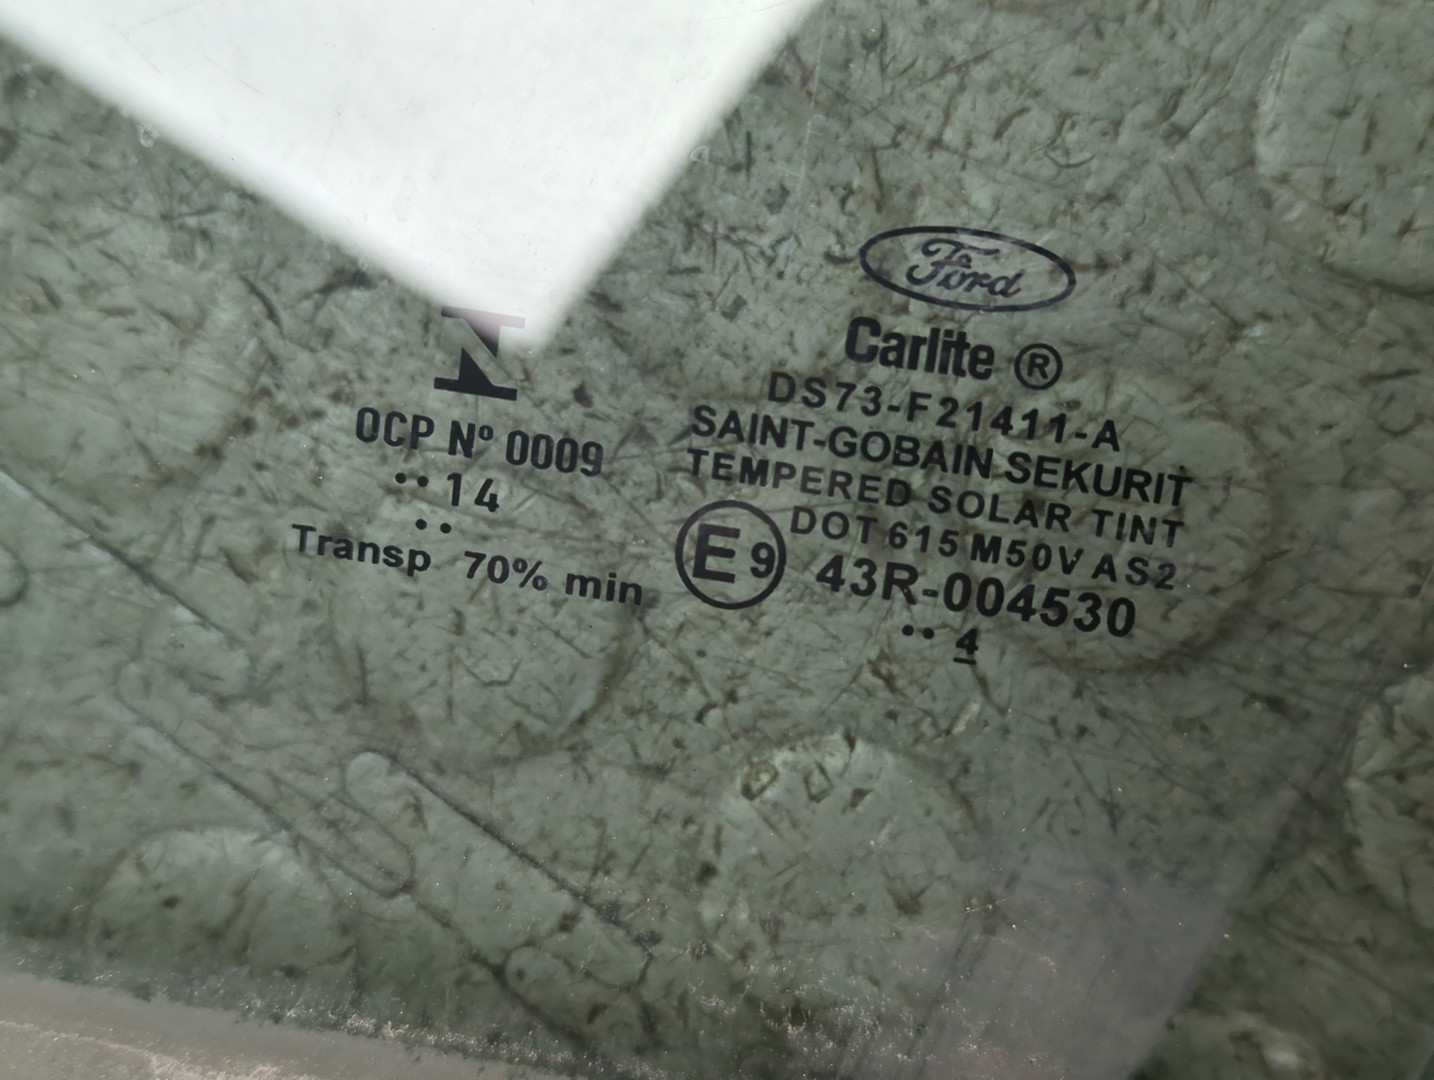 N
OCP Nº 0009
••14
••
Transp 70% min
Ford
Carlite ®
DS73-F21411-A
SAINT-GOBAIN SEKURIT
TEMPERED SOLAR TINT
DOT 615 M50V AS2
E9 43R-004530
•• 4